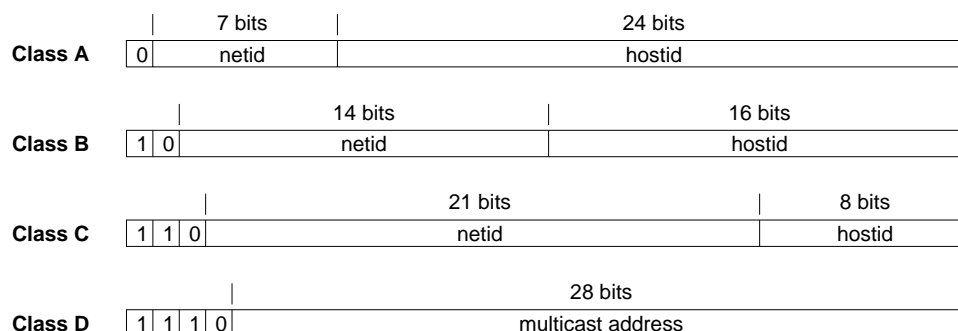 7 bits 24 bits
Class A 0 netid hostid
14 bits 16 bits
Class B 1 0 netid hostid
21 bits 8 bits
Class C 1 1 0 netid hostid
28 bits
Class D 1 1 1 0 multicast address